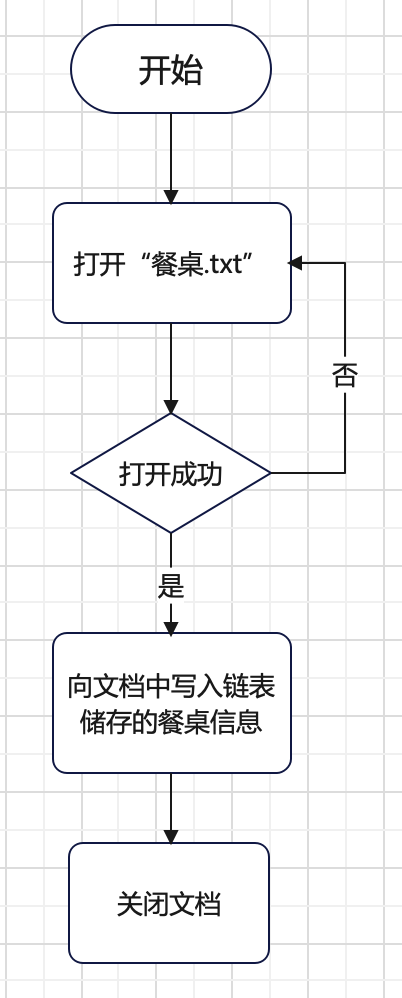 开始
打开“餐桌.txt”
否
打开成功
是
向文档中写入链表
储存的餐桌信息
关闭文档